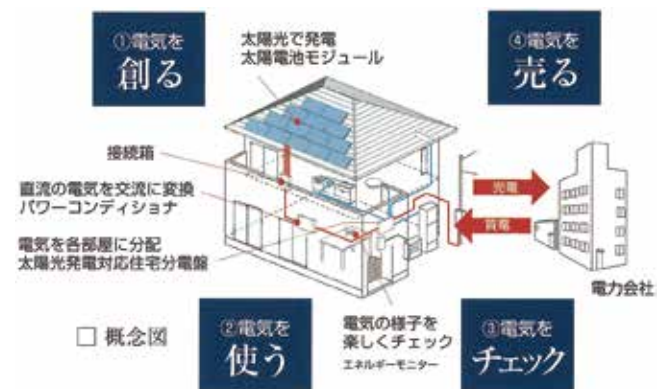 ①電気を
創る
太陽光で発電
太陽電池モジュール
④電気を
売る
接続箱
直流の電気を交流に変換
パワーコンディショナ
電気を各部屋に分配
太陽光発電対応住宅分電盤
売電
買電
電力会社
□ 概念図
②電気を
使う
電気の様子を
楽しくチェック
エネルギーモニター
③電気を
チェック